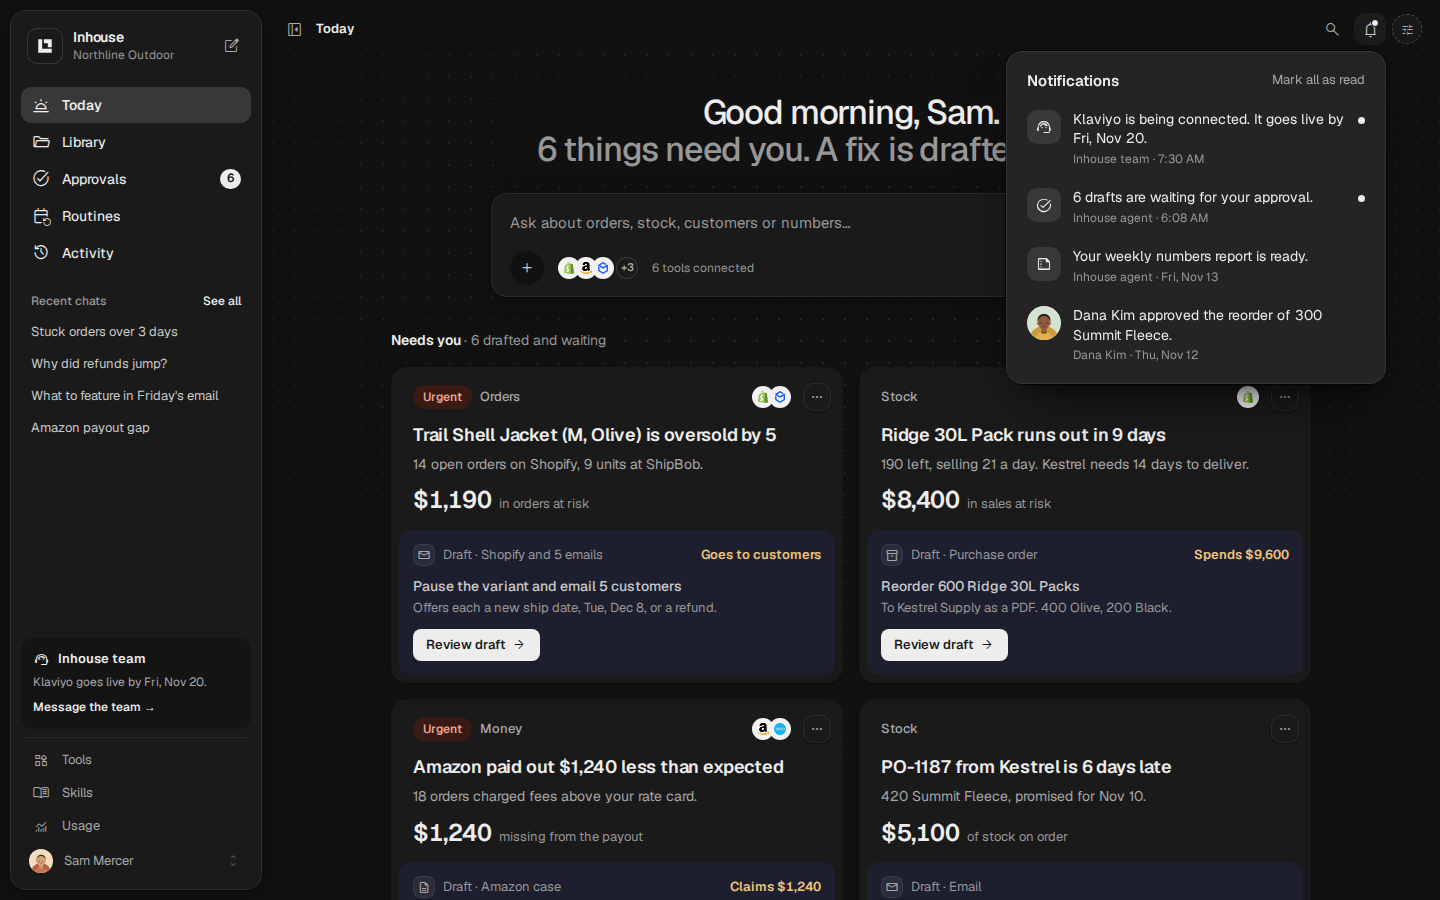 Inhouse
Northline Outdoor
Today
Library
Approvals 6
Routines
Activity
Recent chats See all
Stuck orders over 3 days
Why did refunds jump?
What to feature in Friday's email
Amazon payout gap
Inhouse team
Klaviyo goes live by Fri, Nov 20.
Message the team →
Tools
Skills
Usage
Sam Mercer
Today
Good morning, Sam.
6 things need you. A fix is drafte
Ask about orders, stock, customers or numbers…
+3 6 tools connected
Notifications Mark all as read
Klaviyo is being connected. It goes live by
Fri, Nov 20.
Inhouse team · 7:30 AM
6 drafts are waiting for your approval.
Inhouse agent · 6:08 AM
Your weekly numbers report is ready.
Inhouse agent · Fri, Nov 13
Dana Kim approved the reorder of 300
Summit Fleece.
Dana Kim · Thu, Nov 12
Needs you · 6 drafted and waiting
Urgent Orders
Trail Shell Jacket (M, Olive) is oversold by 5
14 open orders on Shopify, 9 units at ShipBob.
$1,190 in orders at risk
Draft · Shopify and 5 emails Goes to customers
Pause the variant and email 5 customers
Offers each a new ship date, Tue, Dec 8, or a refund.
Review draft →
Stock
Ridge 30L Pack runs out in 9 days
190 left, selling 21 a day. Kestrel needs 14 days to deliver.
$8,400 in sales at risk
Draft · Purchase order Spends $9,600
Reorder 600 Ridge 30L Packs
To Kestrel Supply as a PDF. 400 Olive, 200 Black.
Review draft →
Urgent Money
Amazon paid out $1,240 less than expected
18 orders charged fees above your rate card.
$1,240 missing from the payout
Draft · Amazon case Claims $1,240
Stock
PO-1187 from Kestrel is 6 days late
420 Summit Fleece, promised for Nov 10.
$5,100 of stock on order
Draft · Email